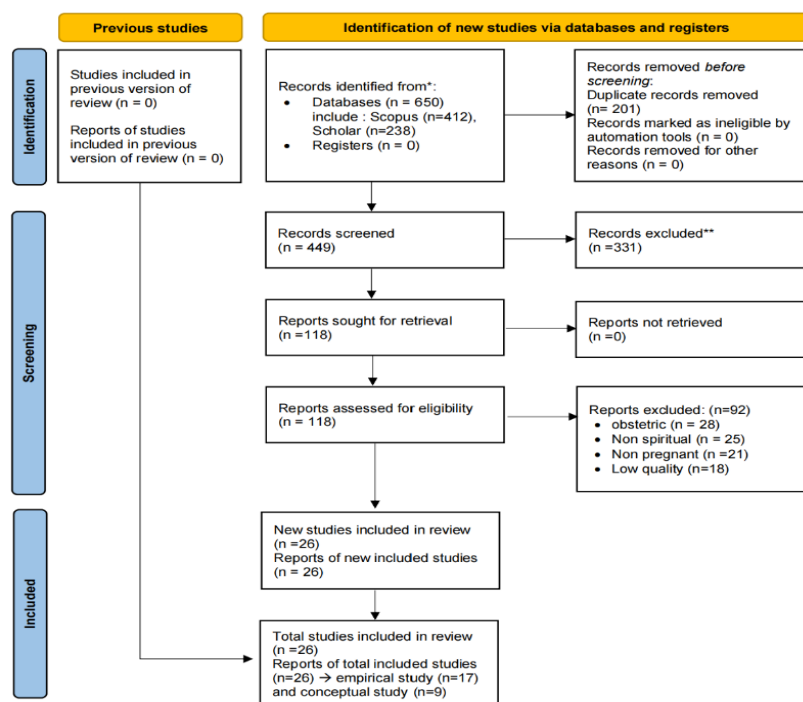 Previous studies
Identification of new studies via databases and registers
Identification
Studies included in
previous version of
review (n = 0)
Reports of studies
included in previous
version of review (n = 0)
Records identified from*:
• Databases (n = 650)
include : Scopus (n=412),
Scholar (n=238)
• Registers (n = 0)
Records removed before
screening:
Duplicate records removed
(n= 201)
Records marked as ineligible by
automation tools (n = 0)
Records removed for other
reasons (n = 0)
Screening
Records screened
(n = 449)
Records excluded**
(n =331)
Reports sought for retrieval
(n =118)
Reports not retrieved
(n =0)
Reports assessed for eligibility
(n = 118)
Reports excluded: (n=92)
• obstetric (n = 28)
• Non spiritual (n = 25)
• Non pregnant (n =21)
• Low quality (n=18)
Included
New studies included in review
(n =26)
Reports of new included studies
(n = 26)
Total studies included in review
(n =26)
Reports of total included studies
(n=26) → empirical study (n=17)
and conceptual study (n=9)